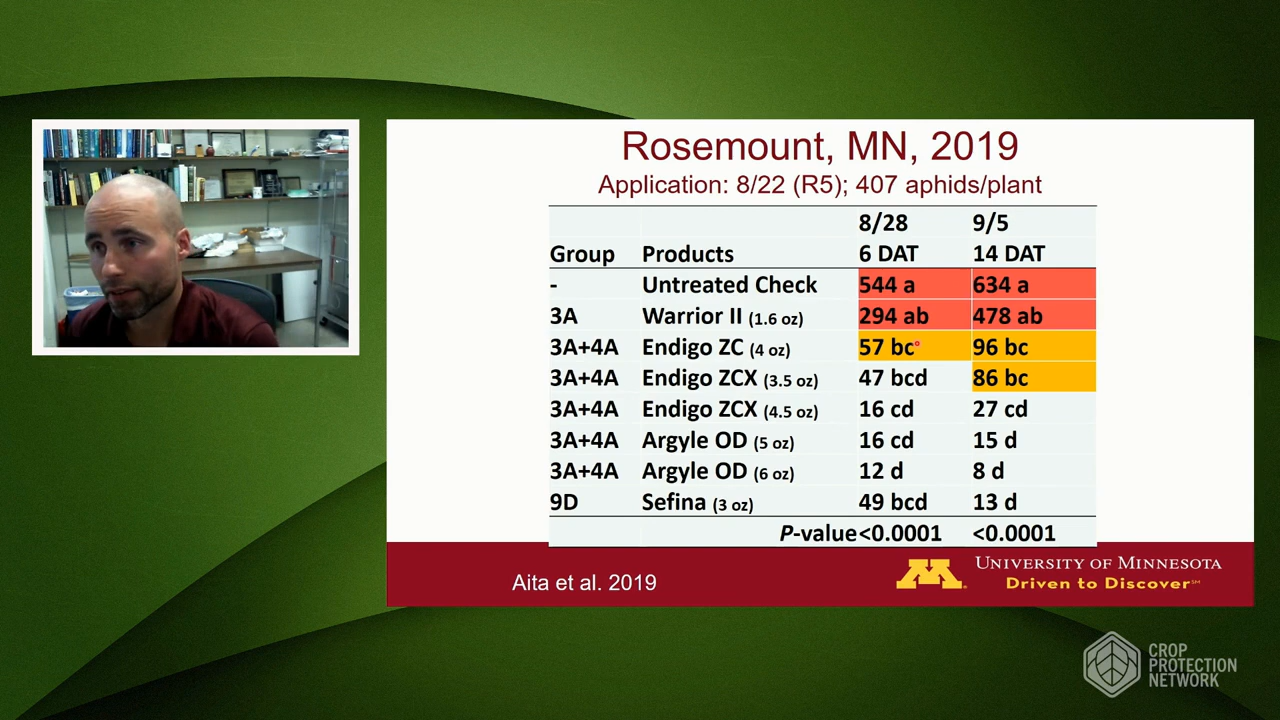 Rosemount, MN, 2019
Application: 8/22 (R5); 407 aphids/plant
8/28 9/5
Group Products 6 DAT 14 DAT
- Untreated Check 544 a 634 a
3A Warrior II (1.6 oz) 294 ab 478 ab
3A+4A Endigo ZC (4 oz) 57 bc 96 bc
3A+4A Endigo ZCX (3.5 oz) 47 bcd 86 bc
3A+4A Endigo ZCX (4.5 oz) 16 cd 27 cd
3A+4A Argyle OD (5 oz) 16 cd 15 d
3A+4A Argyle OD (6 oz) 12 d 8 d
9D Sefina (3 oz) 49 bcd 13 d
P-value <0.0001 <0.0001
Aita et al. 2019
M
UNIVERSITY OF MINNESOTA
Driven to Discover℠
CROP
PROTECTION
NETWORK